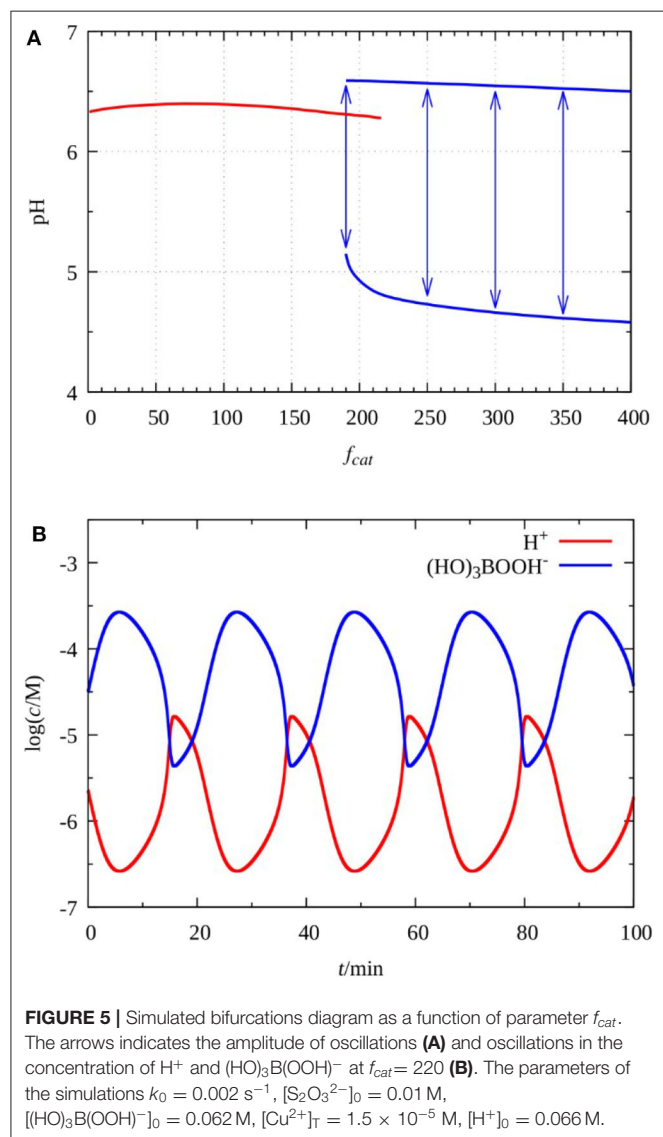 A
7
6
5
4
pH
0 50 100 150 200 250 300 350 400
f_cat
B
H⁺
(HO)₃BOOH⁻
-3
-4
-5
-6
-7
log(c/M)
0 20 40 60 80 100
t/min
FIGURE 5 | Simulated bifurcations diagram as a function of parameter f_cat.
The arrows indicates the amplitude of oscillations (A) and oscillations in the
concentration of H⁺ and (HO)₃B(OOH)⁻ at f_cat= 220 (B). The parameters of
the simulations k₀ = 0.002 s⁻¹, [S₂O₃²⁻]₀ = 0.01 M,
[(HO)₃B(OOH)⁻]₀ = 0.062 M, [Cu²⁺]_T = 1.5 × 10⁻⁵ M, [H⁺]₀ = 0.066 M.